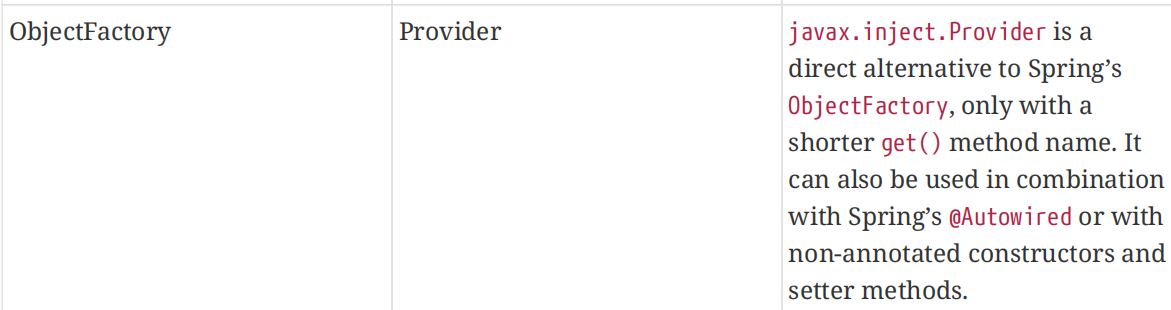 ObjectFactory
Provider
javax.inject.Provider is a
direct alternative to Spring’s
ObjectFactory, only with a
shorter get() method name. It
can also be used in combination
with Spring’s @Autowired or with
non-annotated constructors and
setter methods.